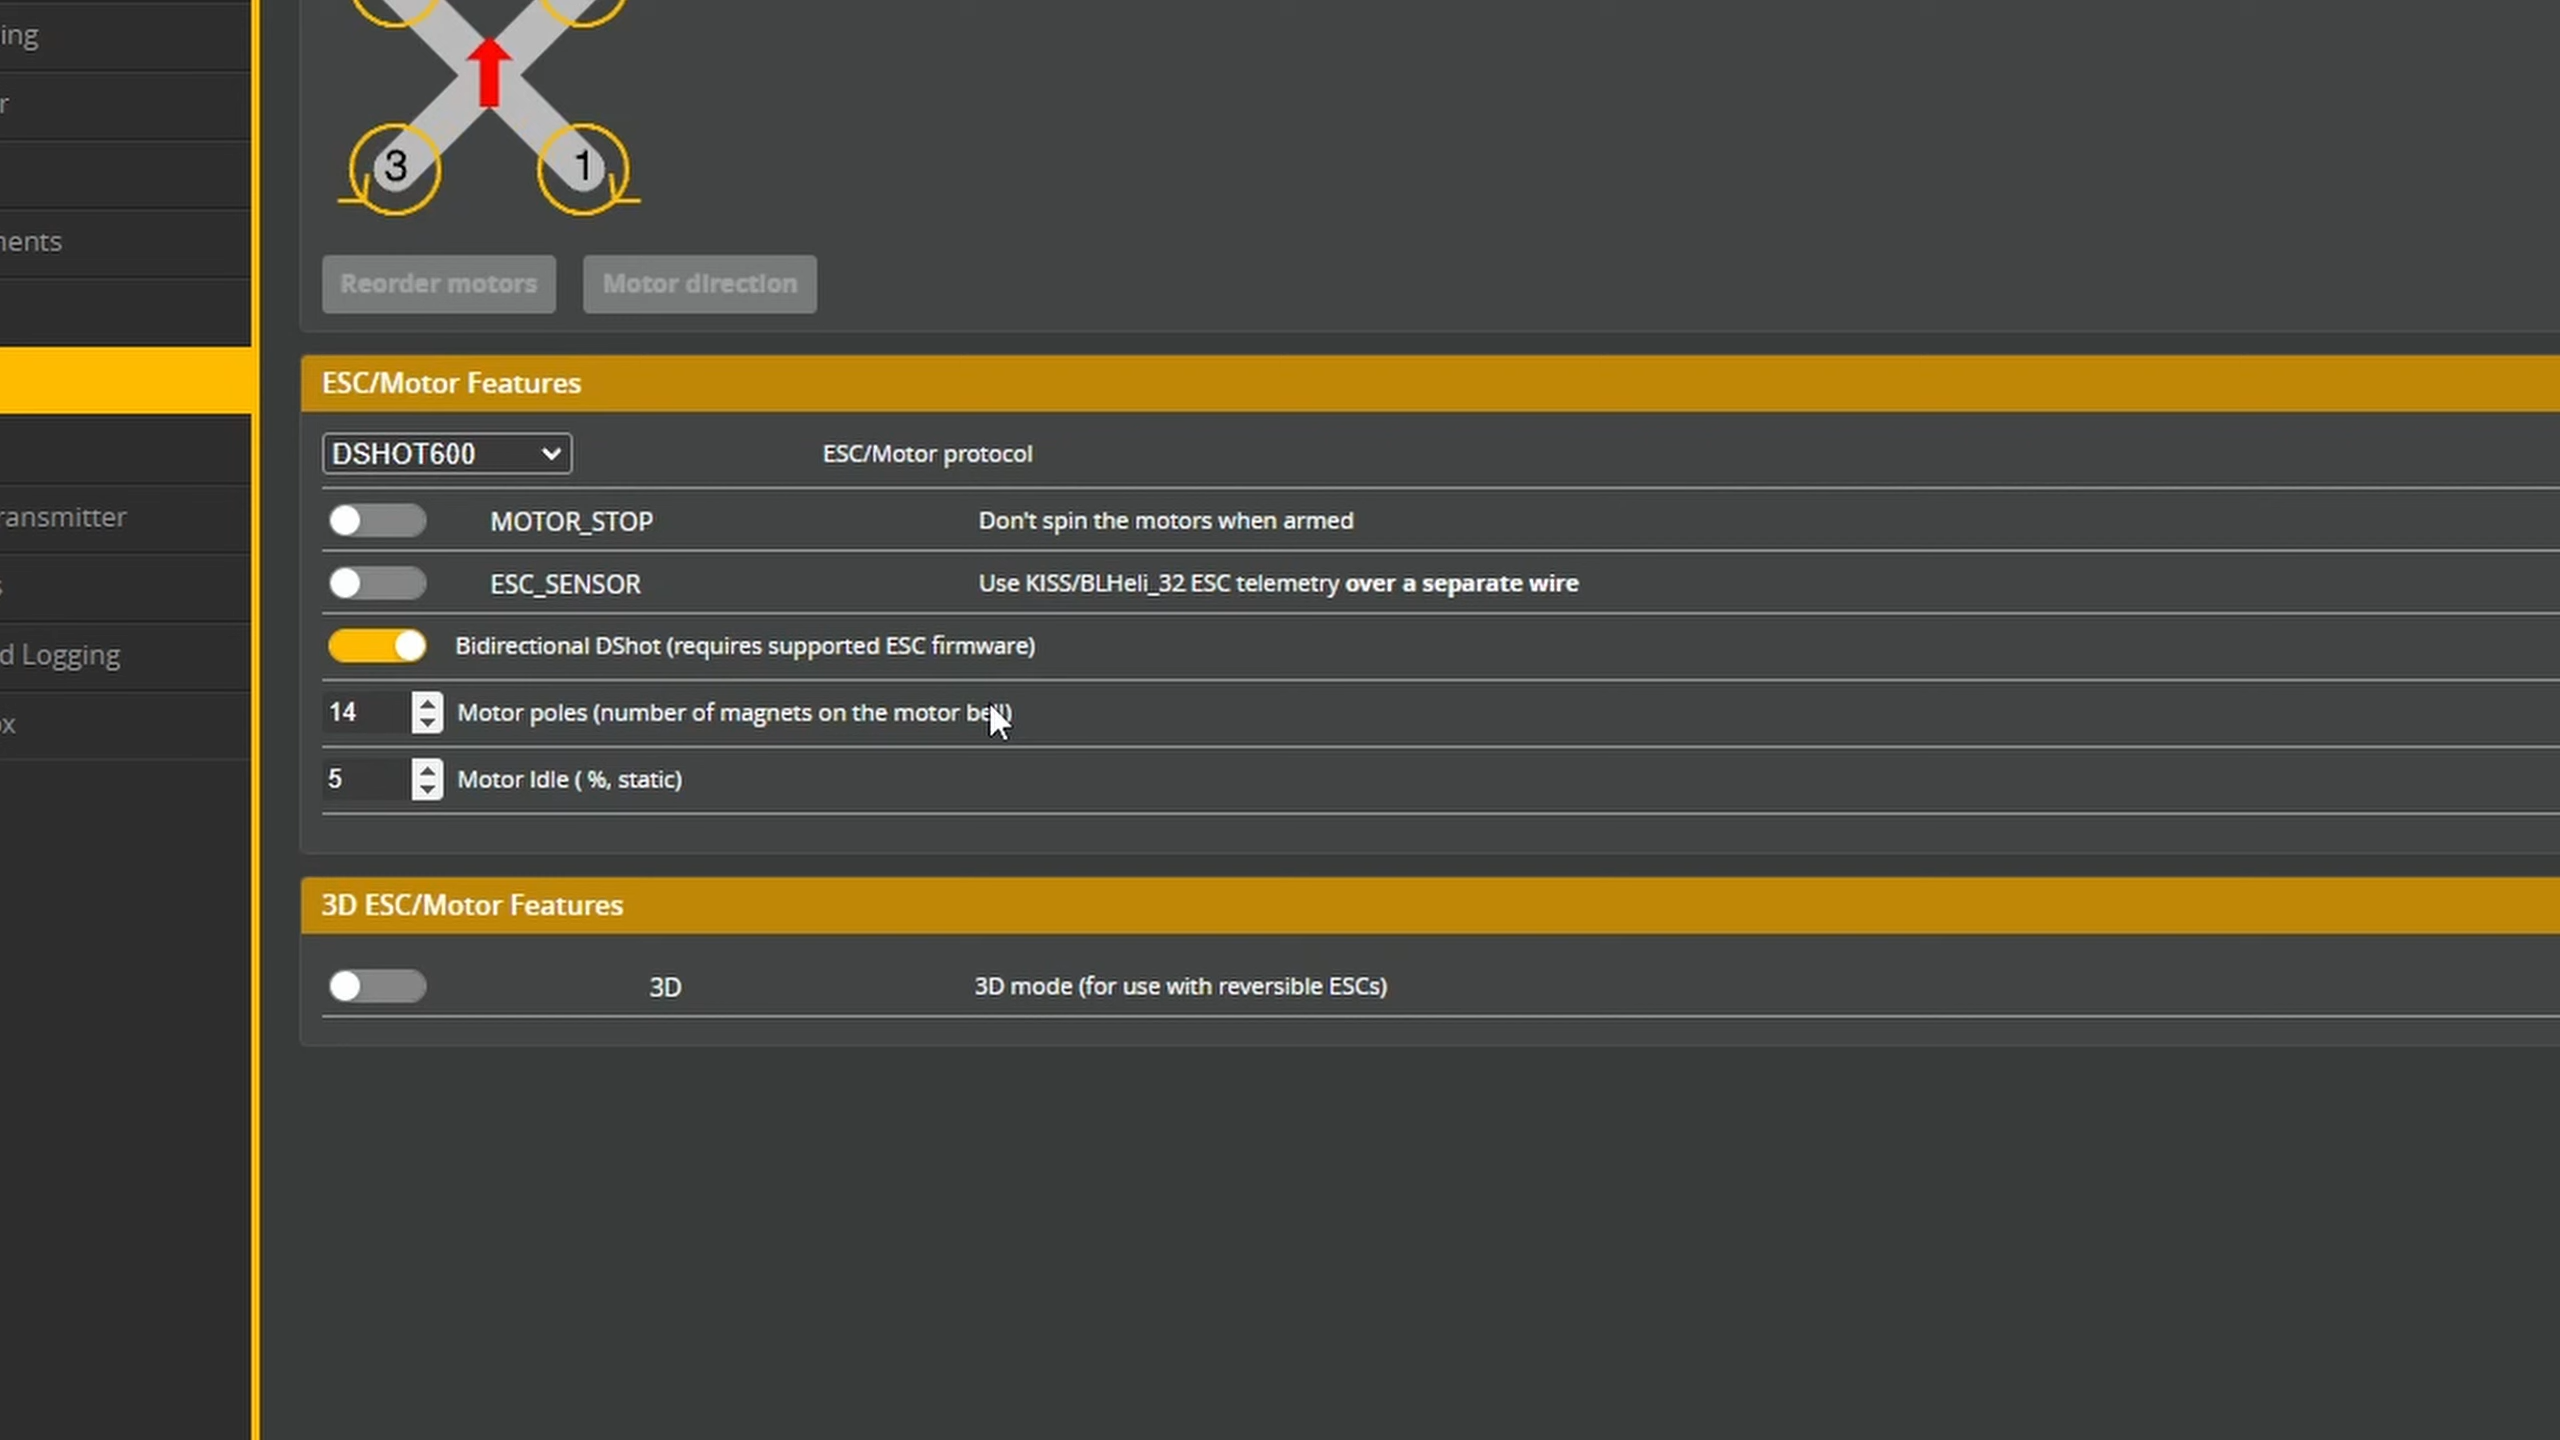 ing
r
3
1
ments
Reorder motors
Motor direction
ESC/Motor Features
DSHOT600
ESC/Motor protocol
MOTOR_STOP
Don't spin the motors when armed
ransmitter
ESC_SENSOR
Use KISS/BLHeli_32 ESC telemetry over a separate wire
s
Bidirectional DShot (requires supported ESC firmware)
d Logging
14
Motor poles (number of magnets on the motor bell)
ox
5
Motor Idle ( %, static)
3D ESC/Motor Features
3D
3D mode (for use with reversible ESCs)